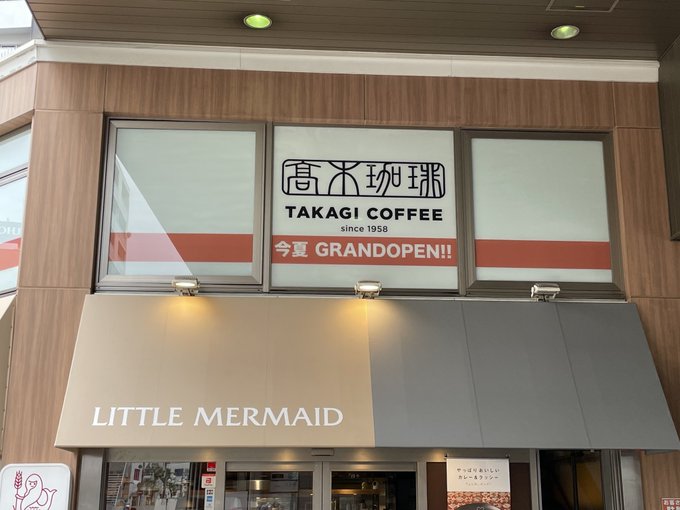 髙木珈琲
TAKAGI COFFEE
since 1958
今夏 GRANDOPEN!!
LITTLE MERMAID
やっぱりおいしい
カレー&ラッシー